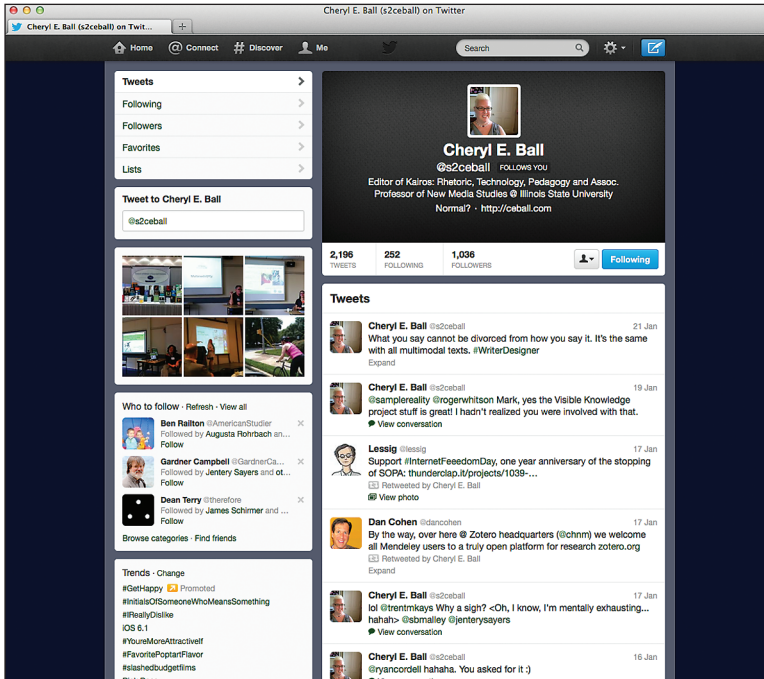 Cheryl E. Ball (s2ceball) on Twitter
Cheryl E. Ball (s2ceball) on Twit...
Home
Connect
Discover
Me
Search
Tweets
Following
Followers
Favorites
Lists
Tweet to Cheryl E. Ball
@s2ceball
Who to follow · Refresh · View all
Ben Railton @AmericanStudier
Followed by Augusta Rohrbach an...
Follow
Gardner Campbell @GardnerCa...
Followed by Jentery Sayers and ot...
Follow
Dean Terry @therefore
Followed by James Schirmer and ...
Follow
Browse categories · Find friends
Trends · Change
#GetHappy Promoted
#InitialsOfSomeoneWhoMeansSomething
#IReallyDislike
iOS 6.1
#YoureMoreAttractiveIf
#FavoritePoptartFlavor
#slashedbudgetfilms
Cheryl E. Ball
@s2ceball FOLLOWS YOU
Editor of Kairos: Rhetoric, Technology, Pedagogy and Assoc.
Professor of New Media Studies @ Illinois State University
Normal? · http://ceball.com
2,196
TWEETS
252
FOLLOWING
1,036
FOLLOWERS
Following
Tweets
Cheryl E. Ball @s2ceball 21 Jan
What you say cannot be divorced from how you say it. It's the same
with all multimodal texts. #WriterDesigner
Expand
Cheryl E. Ball @s2ceball 19 Jan
@samplereality @rogerwhitson Mark, yes the Visible Knowledge
project stuff is great! I hadn't realized you were involved with that.
View conversation
Lessig @lessig 17 Jan
Support #InternetFeeedomDay, one year anniversary of the stopping
of SOPA: thunderclap.it/projects/1039-...
Retweeted by Cheryl E. Ball
View photo
Dan Cohen @dancohen 17 Jan
By the way, over here @ Zotero headquarters (@chnm) we welcome
all Mendeley users to a truly open platform for research zotero.org
Retweeted by Cheryl E. Ball
Expand
Cheryl E. Ball @s2ceball 17 Jan
lol @trentmkays Why a sigh? <Oh, I know, I'm mentally exhausting...
hahah> @sbmalley @jenterysayers
View conversation
Cheryl E. Ball @s2ceball 16 Jan
@ryancordell hahaha. You asked for it :)